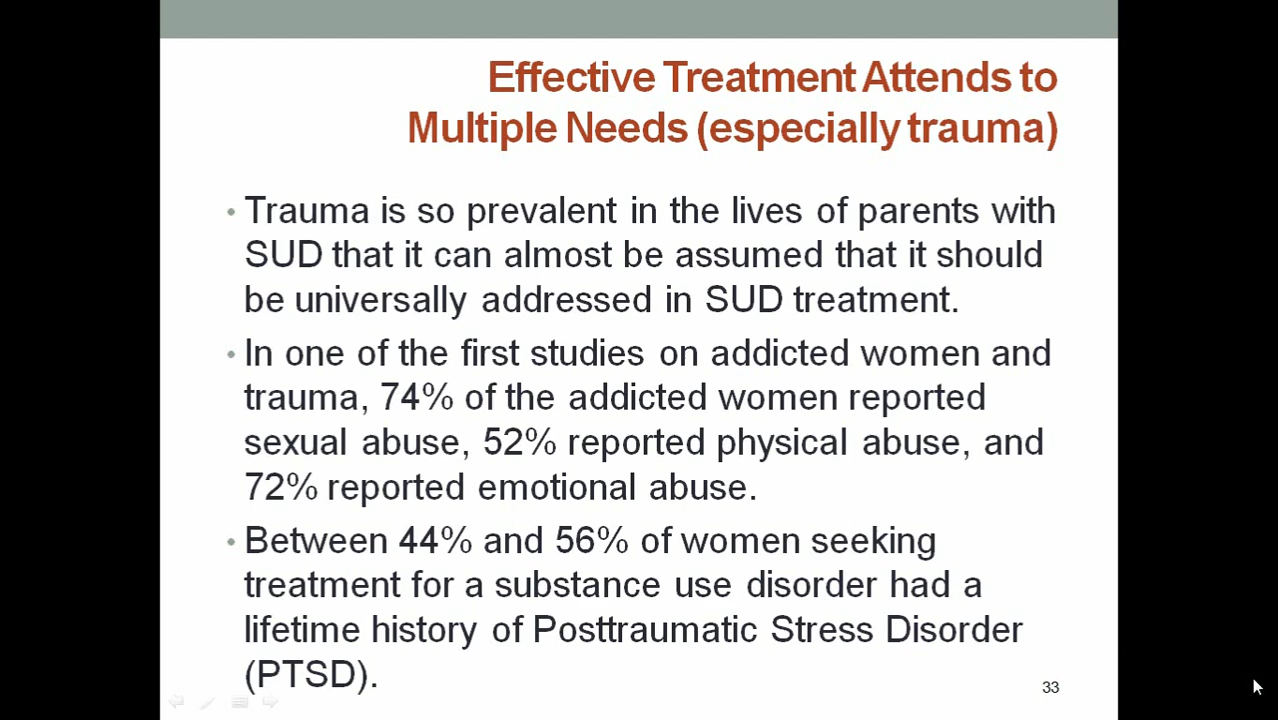 Effective Treatment Attends to
Multiple Needs (especially trauma)
• Trauma is so prevalent in the lives of parents with
SUD that it can almost be assumed that it should
be universally addressed in SUD treatment.
• In one of the first studies on addicted women and
trauma, 74% of the addicted women reported
sexual abuse, 52% reported physical abuse, and
72% reported emotional abuse.
• Between 44% and 56% of women seeking
treatment for a substance use disorder had a
lifetime history of Posttraumatic Stress Disorder
(PTSD).
33